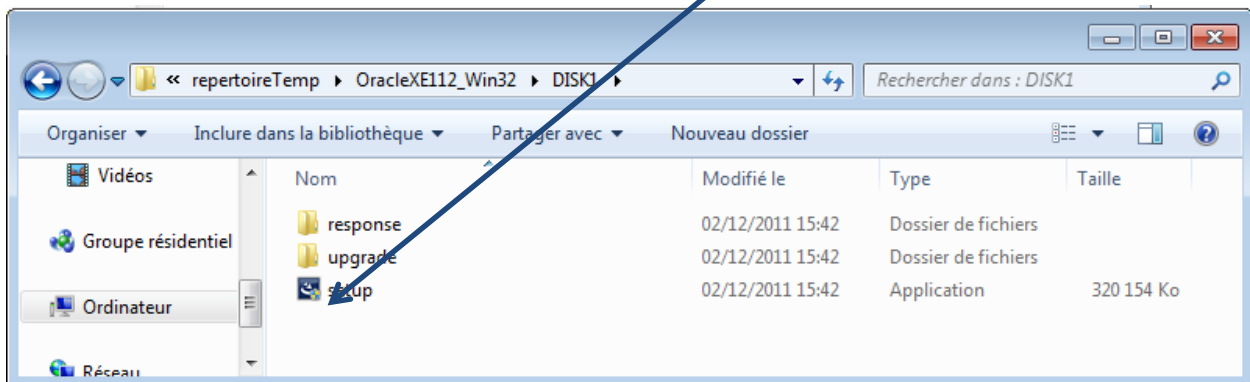 « repertoireTemp ▸ OracleXE112_Win32 ▸ DISK1 ▸ Rechercher dans : DISK1
Organiser Inclure dans la bibliothèque Partager avec Nouveau dossier
Vidéos
Groupe résidentiel
Ordinateur
Réseau
Nom Modifié le Type Taille
response 02/12/2011 15:42 Dossier de fichiers
upgrade 02/12/2011 15:42 Dossier de fichiers
setup 02/12/2011 15:42 Application 320 154 Ko